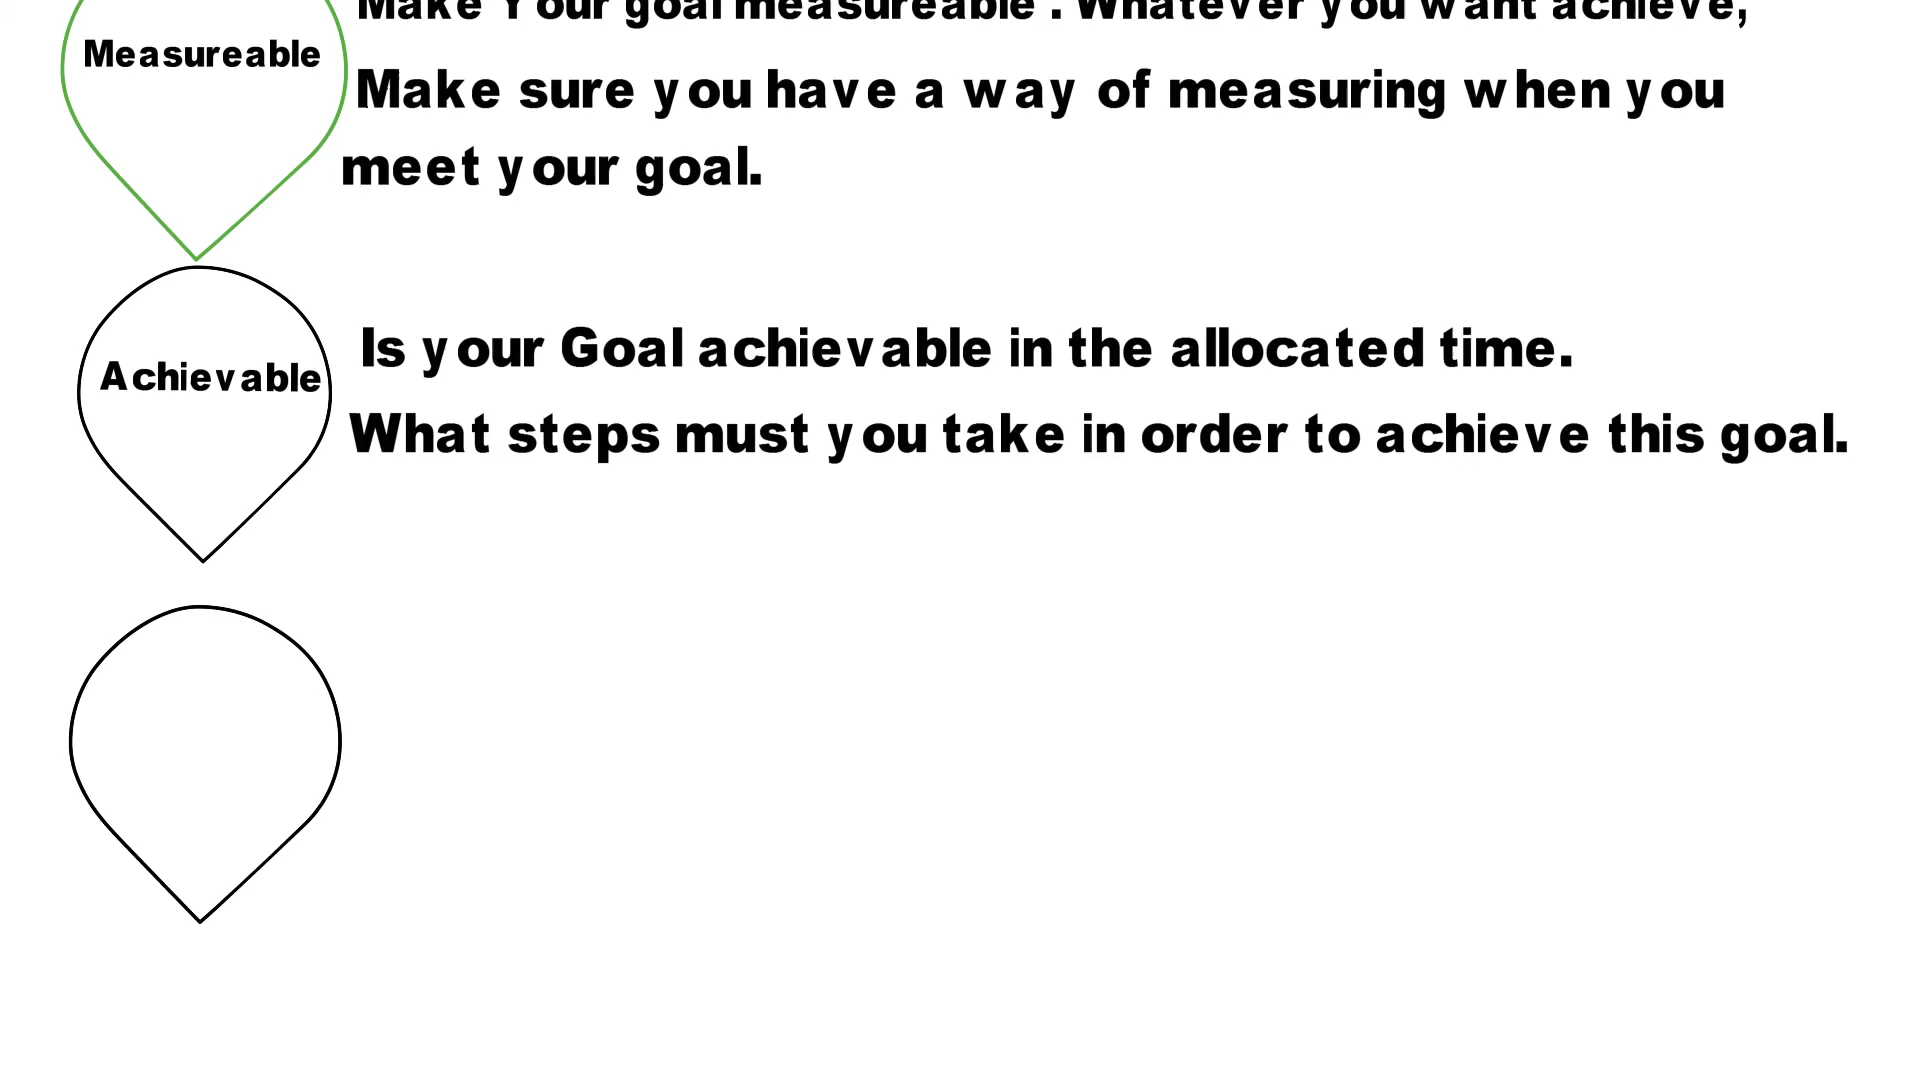 Make Your goal measureable . Whatever you want achieve,
Measureable
Make sure you have a way of measuring when you
meet your goal.
Is your Goal achievable in the allocated time.
Achievable
What steps must you take in order to achieve this goal.